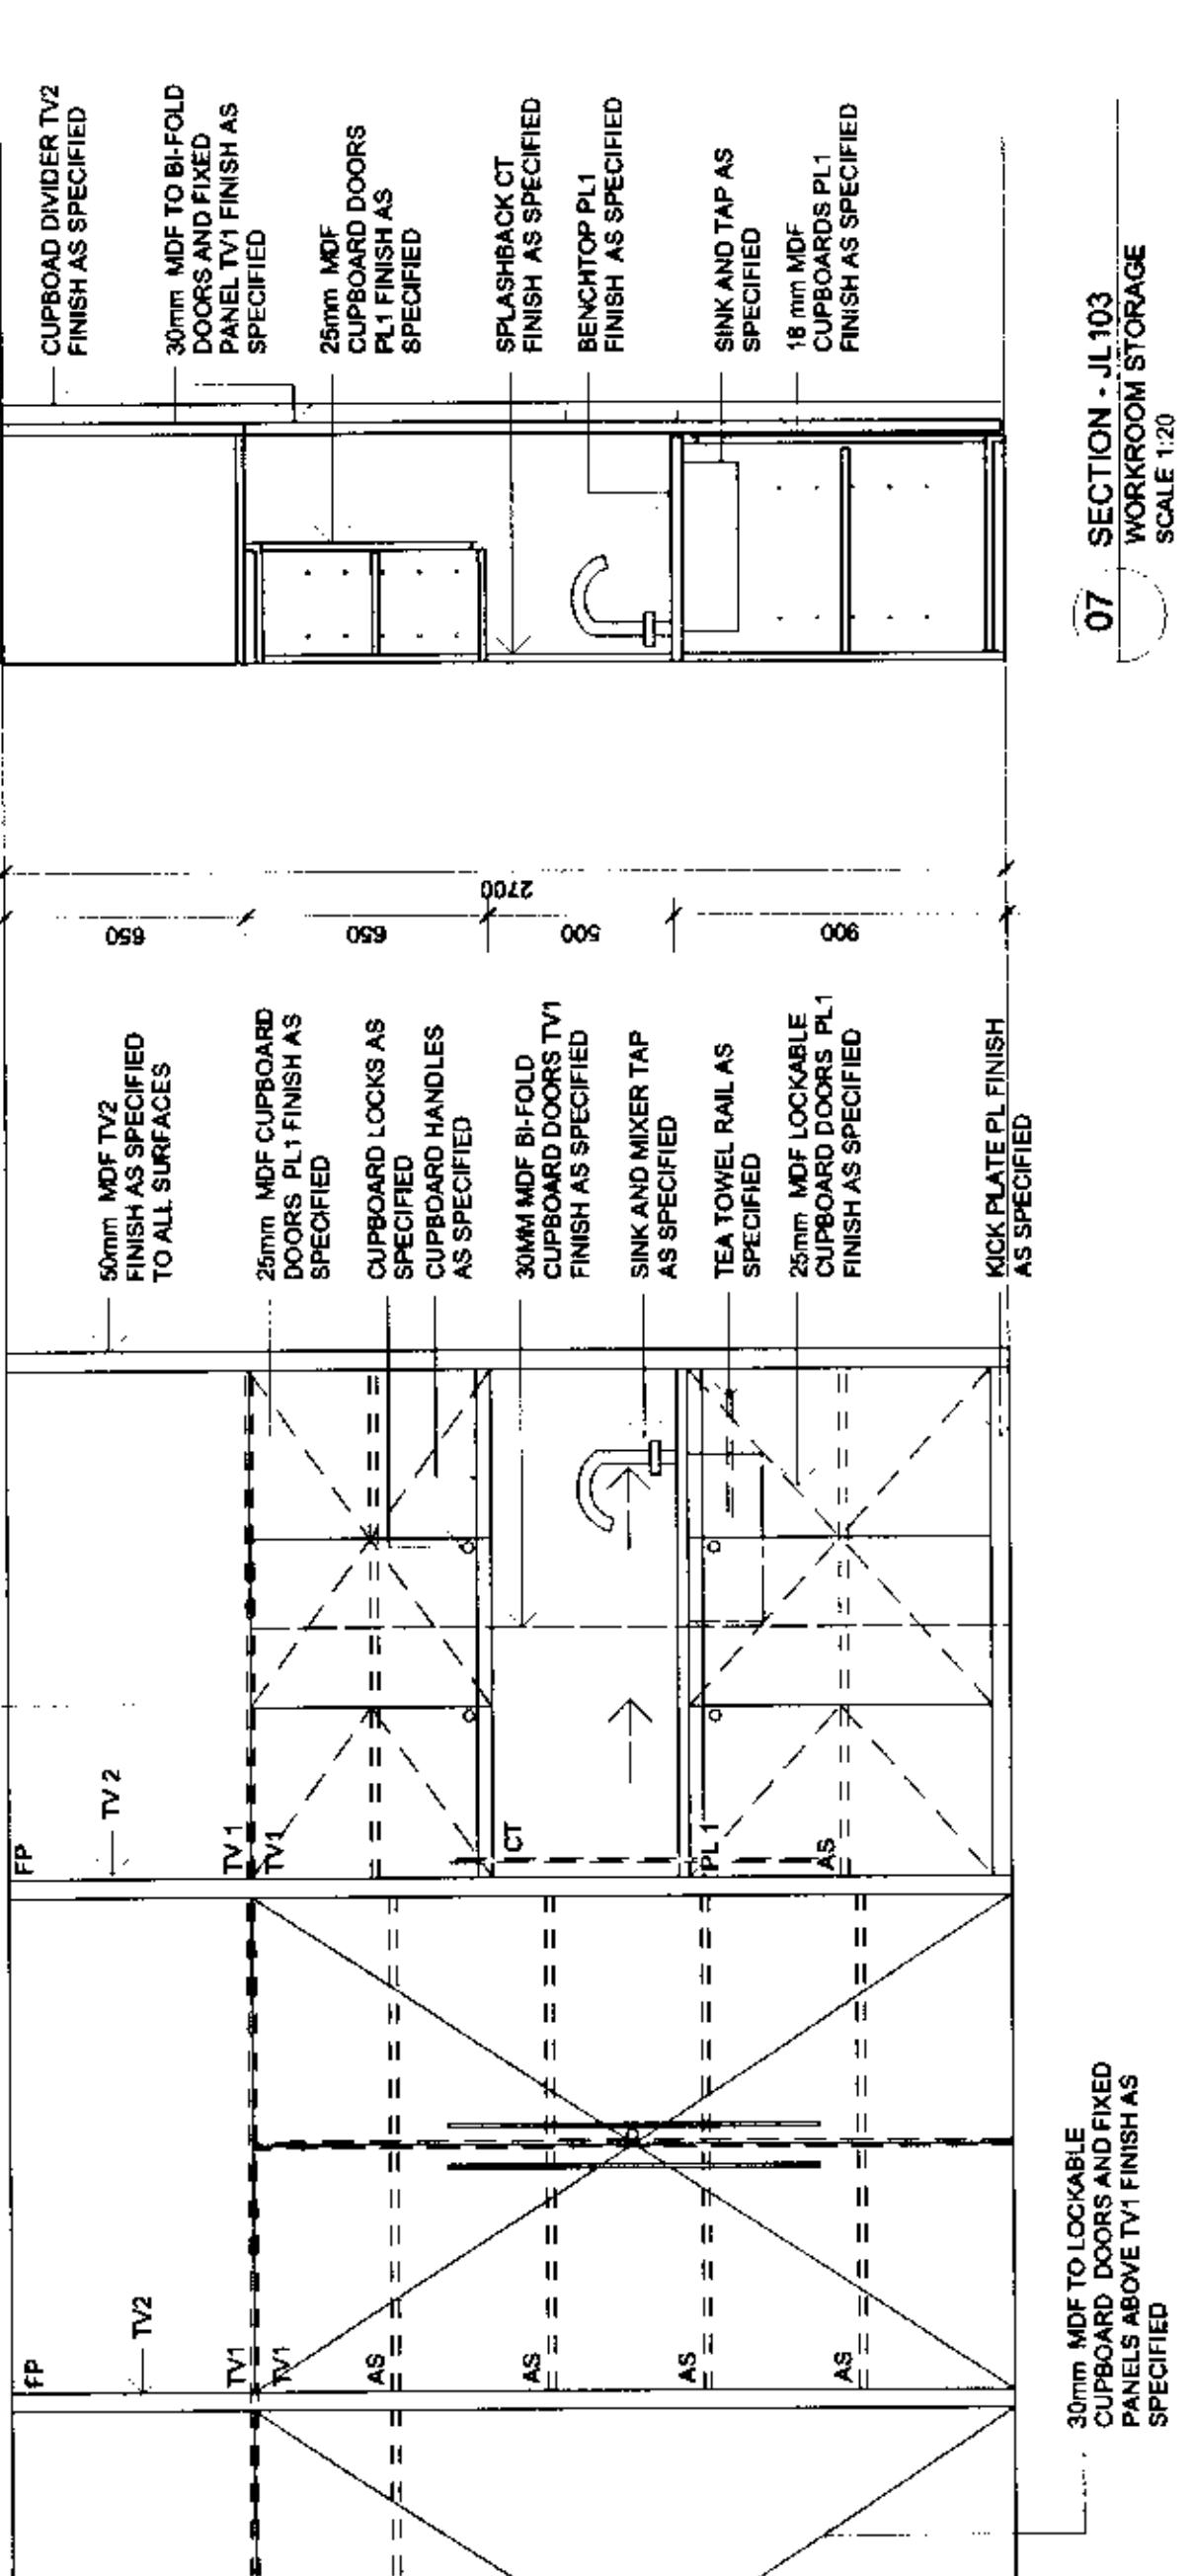 CUPBOAD DIVIDER TV2
FINISH AS SPECIFIED
30mm MDF TO BI-FOLD
DOORS AND FIXED
PANEL TV1 FINISH AS
SPECIFIED
25mm MDF
CUPBOARD DOORS
PL1 FINISH AS
SPECIFIED
SPLASHBACK CT
FINISH AS SPECIFIED
BENCHTOP PL1
FINISH AS SPECIFIED
SINK AND TAP AS
SPECIFIED
16 mm MDF
CUPBOARDS PL1
FINISH AS SPECIFIED
07 SECTION - JL103
WORKROOM STORAGE
SCALE 1:20
2700
650
650
500
900
50mm MDF TV2
FINISH AS SPECIFIED
TO ALL SURFACES
25mm MDF CUPBOARD
DOORS PL1 FINISH AS
SPECIFIED
CUPBOARD LOCKS AS
SPECIFIED
CUPBOARD HANDLES
AS SPECIFIED
30MM MDF BI-FOLD
CUPBOARD DOORS TV1
FINISH AS SPECIFIED
SINK AND MIXER TAP
AS SPECIFIED
TEA TOWEL RAIL AS
SPECIFIED
25mm MDF LOCKABLE
CUPBOARD DOORS PL1
FINISH AS SPECIFIED
KICK PLATE PL FINISH
AS SPECIFIED
FP
TV 2
TV 1
TV1
CT
PL 1
AS
FP
TV2
TV1
TV1
AS
AS
AS
AS
30mm MDF TO LOCKABLE
CUPBOARD DOORS AND FIXED
PANELS ABOVE TV1 FINISH AS
SPECIFIED